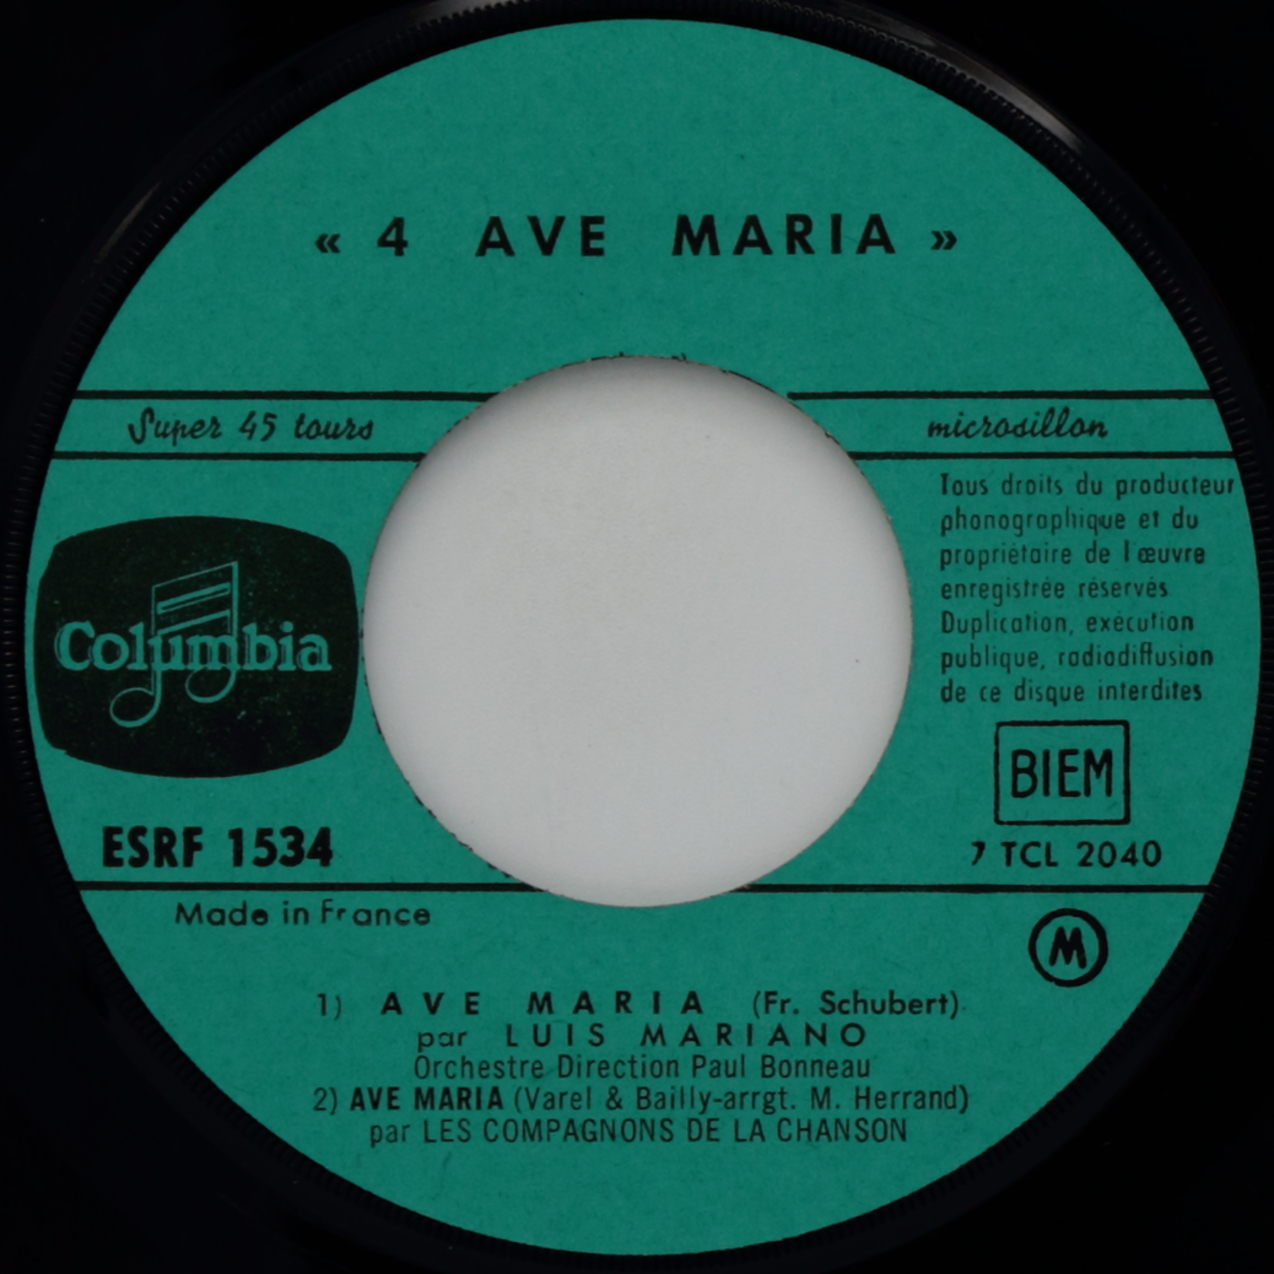 « 4 AVE MARIA »
Super 45 tours
microsillon
Tous droits du producteur
phonographique et du
propriétaire de l'œuvre
enregistrée réservés
Duplication, exécution
publique, radiodiffusion
de ce disque interdites
Columbia
BIEM
ESRF 1534
7 TCL 2040
Made in France
M
1) AVE MARIA (Fr. Schubert)
par LUIS MARIANO
Orchestre Direction Paul Bonneau
2) AVE MARIA (Varel & Bailly-arrgt. M. Herrand)
par LES COMPAGNONS DE LA CHANSON